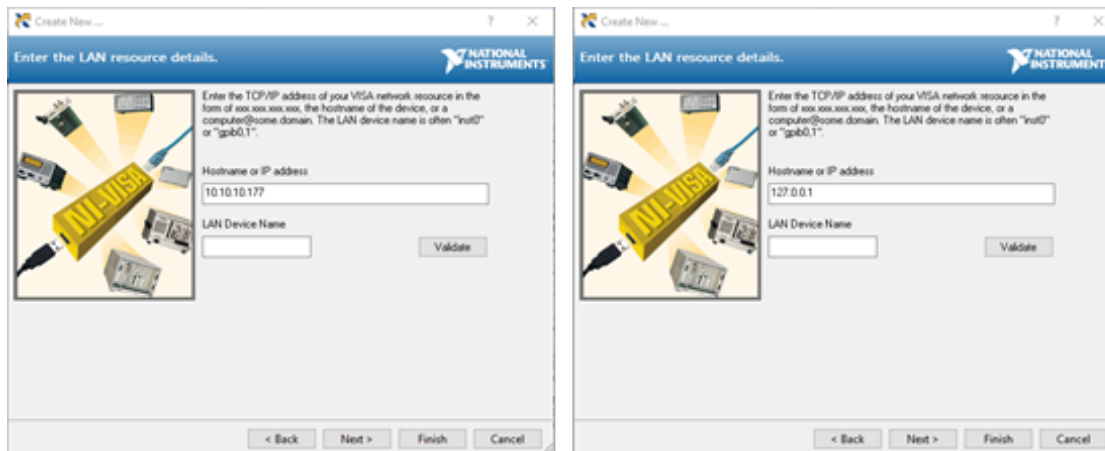 Create New ...
Enter the LAN resource details.
NATIONAL
INSTRUMENTS
Enter the TCP/IP address of your VISA network resource in the
form of xxx.xxx.xxx.xxx, the hostname of the device, or a
computer@some.domain. The LAN device name is often "inst0"
or "gpib0,1".
NI-VISA
Hostname or IP address
10.10.10.177
LAN Device Name
Validate
< Back
Next >
Finish
Cancel
Create New ...
Enter the LAN resource details.
NATIONAL
INSTRUMENT
Enter the TCP/IP address of your VISA network resource in the
form of xxx.xxx.xxx.xxx, the hostname of the device, or a
computer@some.domain. The LAN device name is often "inst0"
or "gpib0,1".
NI-VISA
Hostname or IP address
127.0.0.1
LAN Device Name
Validate
< Back
Next >
Finish
Cancel